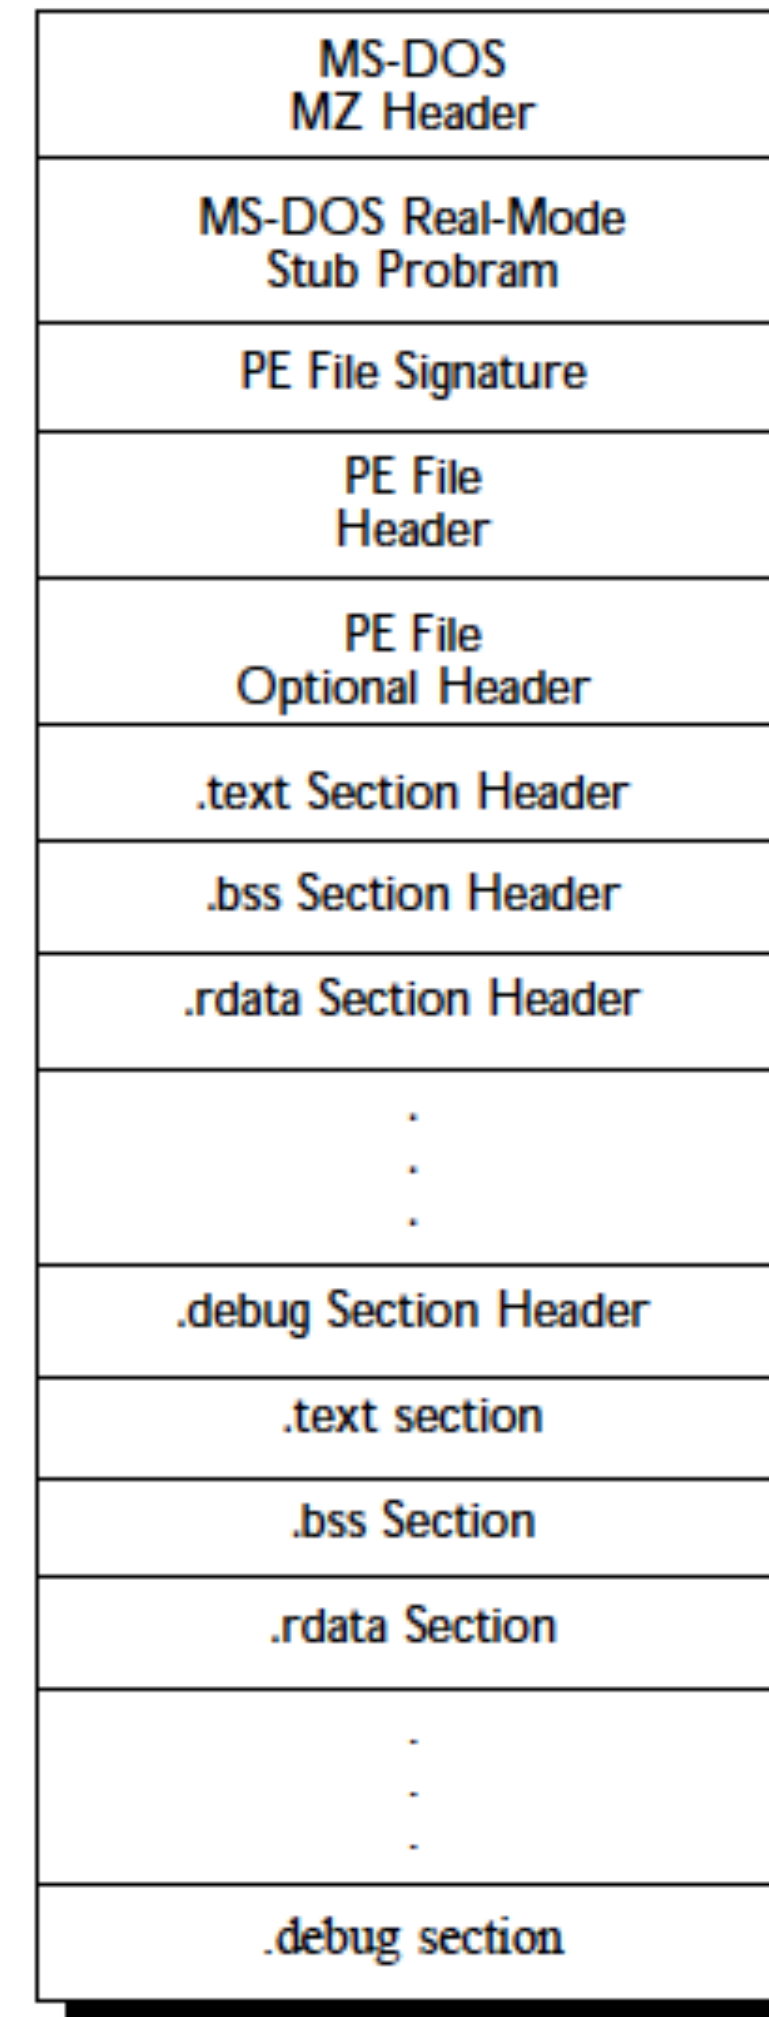 MS-DOS
MZ Header
MS-DOS Real-Mode
Stub Probram
PE File Signature
PE File
Header
PE File
Optional Header
.text Section Header
.bss Section Header
.rdata Section Header
.
.
.
.debug Section Header
.text section
.bss Section
.rdata Section
.
.
.
.debug section